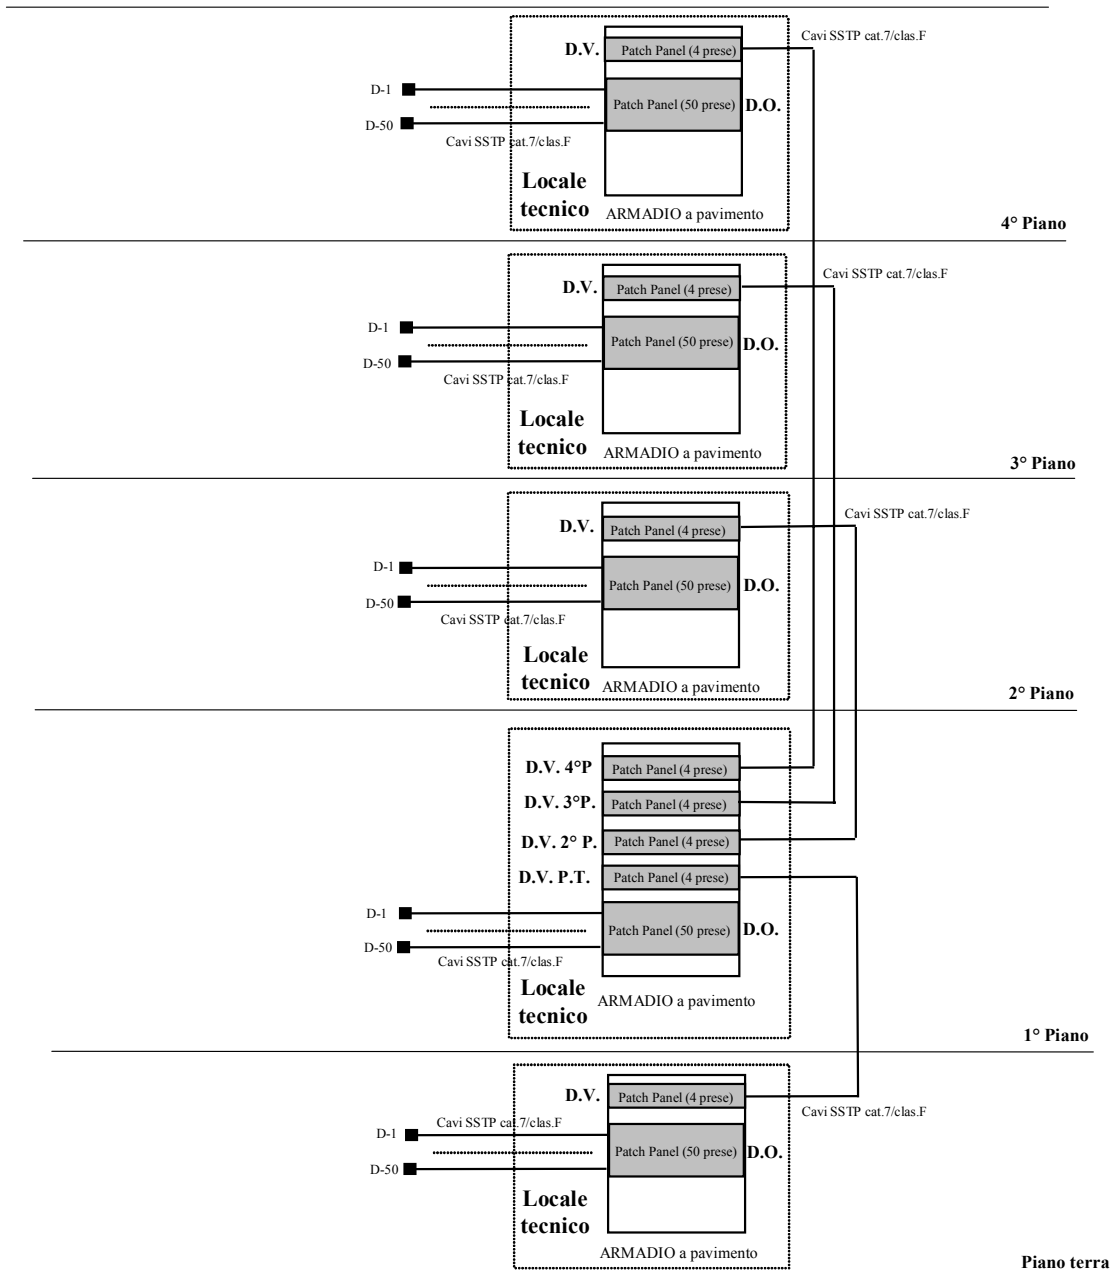 Cavi SSTP cat.7/clas.F
D.V.
Patch Panel (4 prese)
D-1
Patch Panel (50 prese)
D.O.
D-50
Cavi SSTP cat.7/clas.F
Locale
tecnico
ARMADIO a pavimento
4° Piano
Cavi SSTP cat.7/clas.F
D.V.
Patch Panel (4 prese)
D-1
Patch Panel (50 prese)
D.O.
D-50
Cavi SSTP cat.7/clas.F
Locale
tecnico
ARMADIO a pavimento
3° Piano
Cavi SSTP cat.7/clas.F
D.V.
Patch Panel (4 prese)
D-1
Patch Panel (50 prese)
D.O.
D-50
Cavi SSTP cat.7/clas.F
Locale
tecnico
ARMADIO a pavimento
2° Piano
D.V. 4°P
Patch Panel (4 prese)
D.V. 3°P.
Patch Panel (4 prese)
D.V. 2° P.
Patch Panel (4 prese)
D.V. P.T.
Patch Panel (4 prese)
D-1
Patch Panel (50 prese)
D.O.
D-50
Cavi SSTP cat.7/clas.F
Locale
tecnico
ARMADIO a pavimento
1° Piano
D.V.
Patch Panel (4 prese)
Cavi SSTP cat.7/clas.F
Cavi SSTP cat.7/clas.F
D-1
Patch Panel (50 prese)
D.O.
D-50
Locale
tecnico
ARMADIO a pavimento
Piano terra